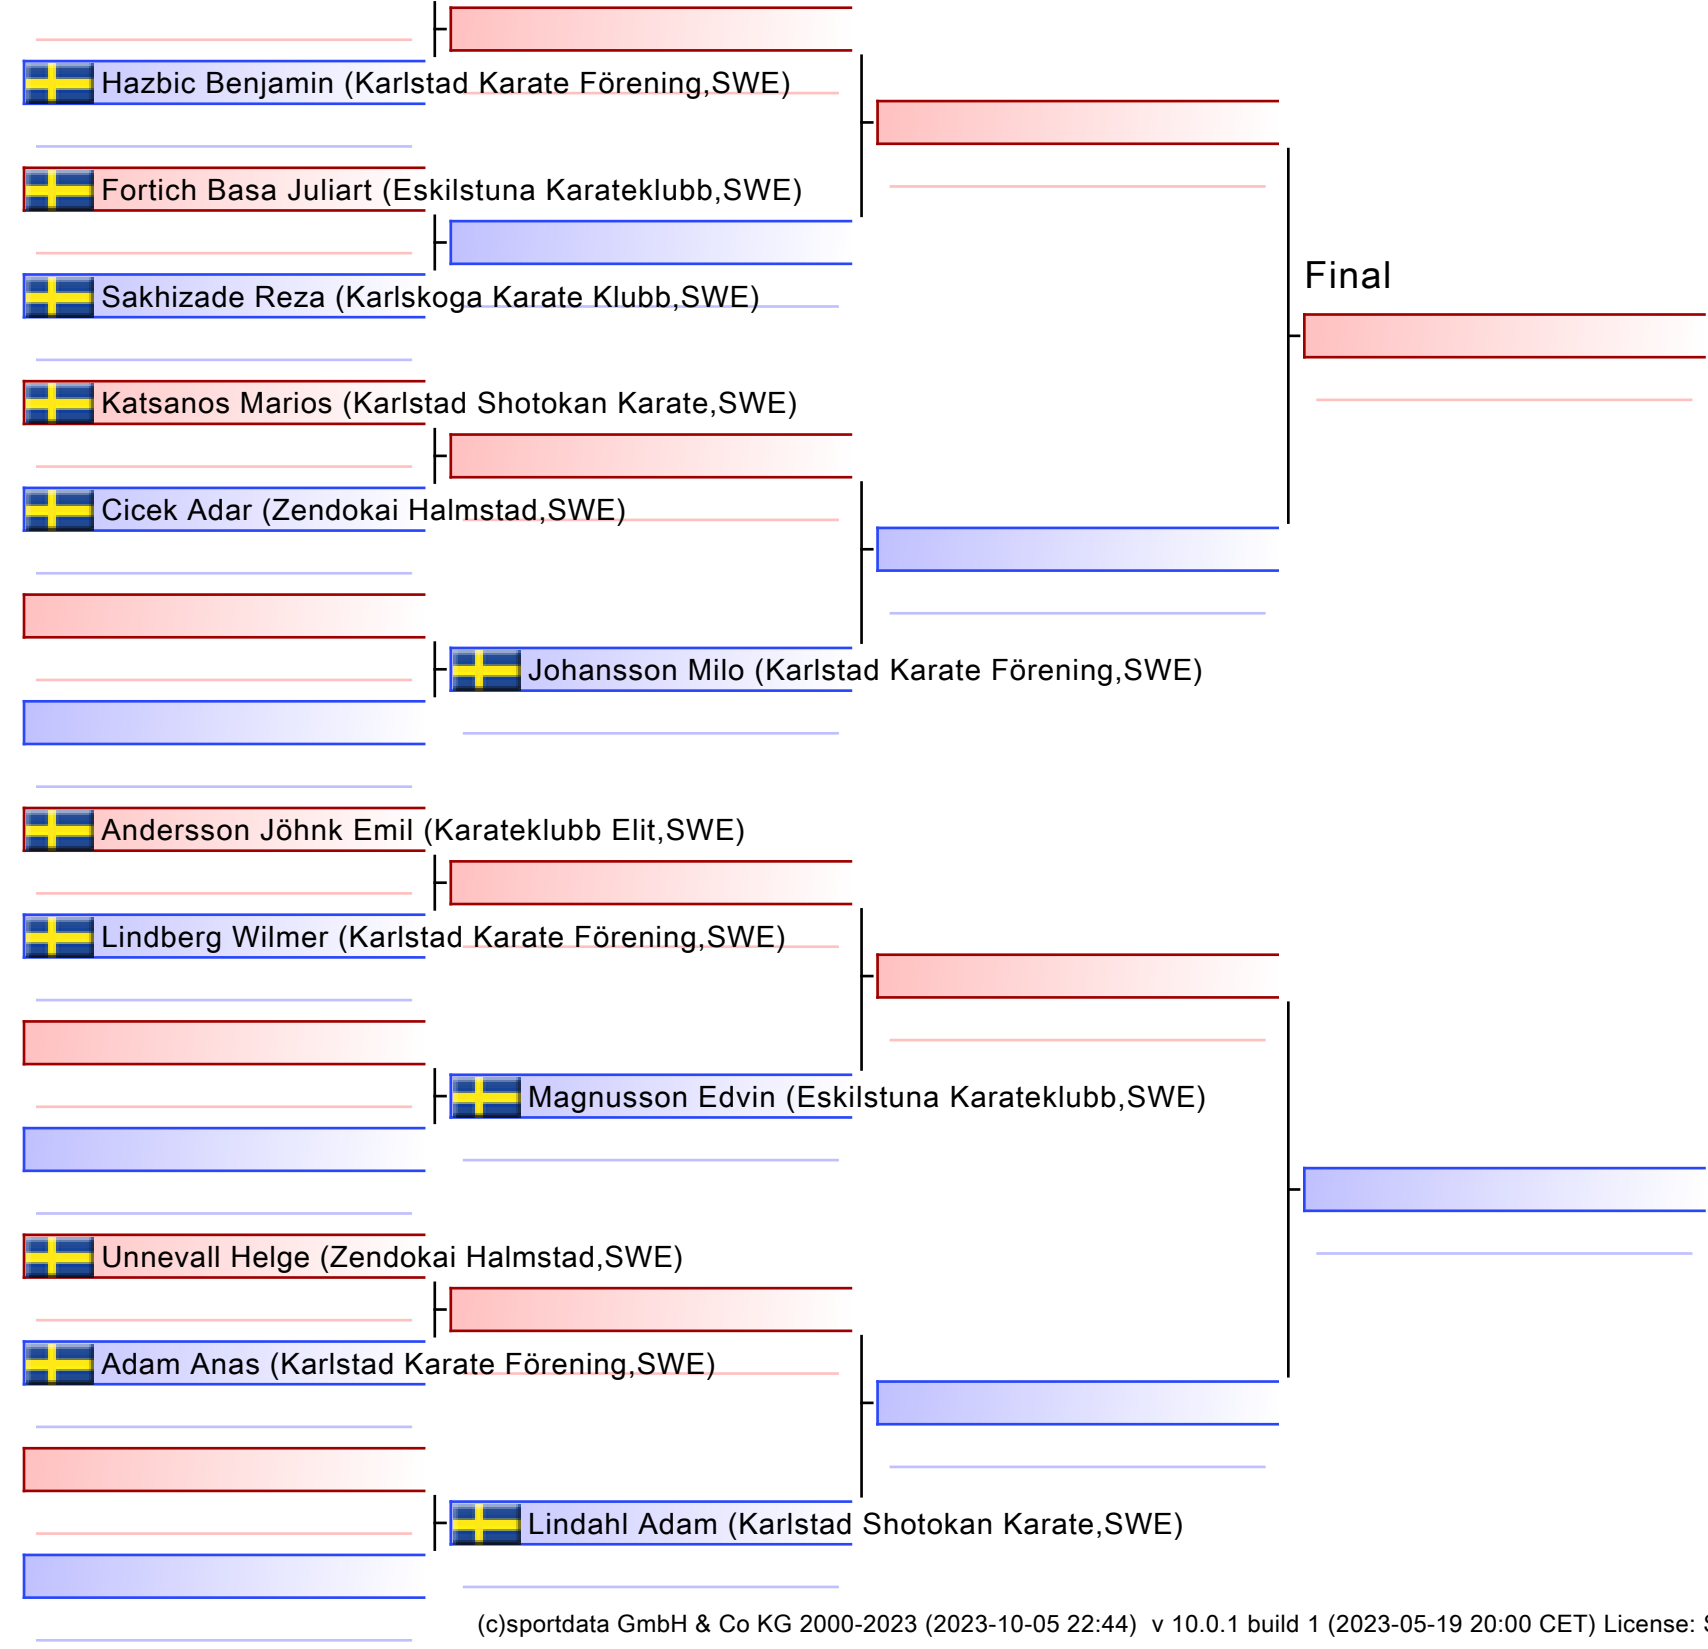 Hazbic Benjamin (Karlstad Karate Förening,SWE)
Fortich Basa Juliart (Eskilstuna Karateklubb,SWE)
Final
Sakhizade Reza (Karlskoga Karate Klubb,SWE)
Katsanos Marios (Karlstad Shotokan Karate,SWE)
Cicek Adar (Zendokai Halmstad,SWE)
Johansson Milo (Karlstad Karate Förening,SWE)
Andersson Jöhnk Emil (Karateklubb Elit,SWE)
Lindberg Wilmer (Karlstad Karate Förening,SWE)
Magnusson Edvin (Eskilstuna Karateklubb,SWE)
Unnevall Helge (Zendokai Halmstad,SWE)
Adam Anas (Karlstad Karate Förening,SWE)
Lindahl Adam (Karlstad Shotokan Karate,SWE)
(c)sportdata GmbH & Co KG 2000-2023 (2023-10-05 22:44) v 10.0.1 build 1 (2023-05-19 20:00 CET) License: